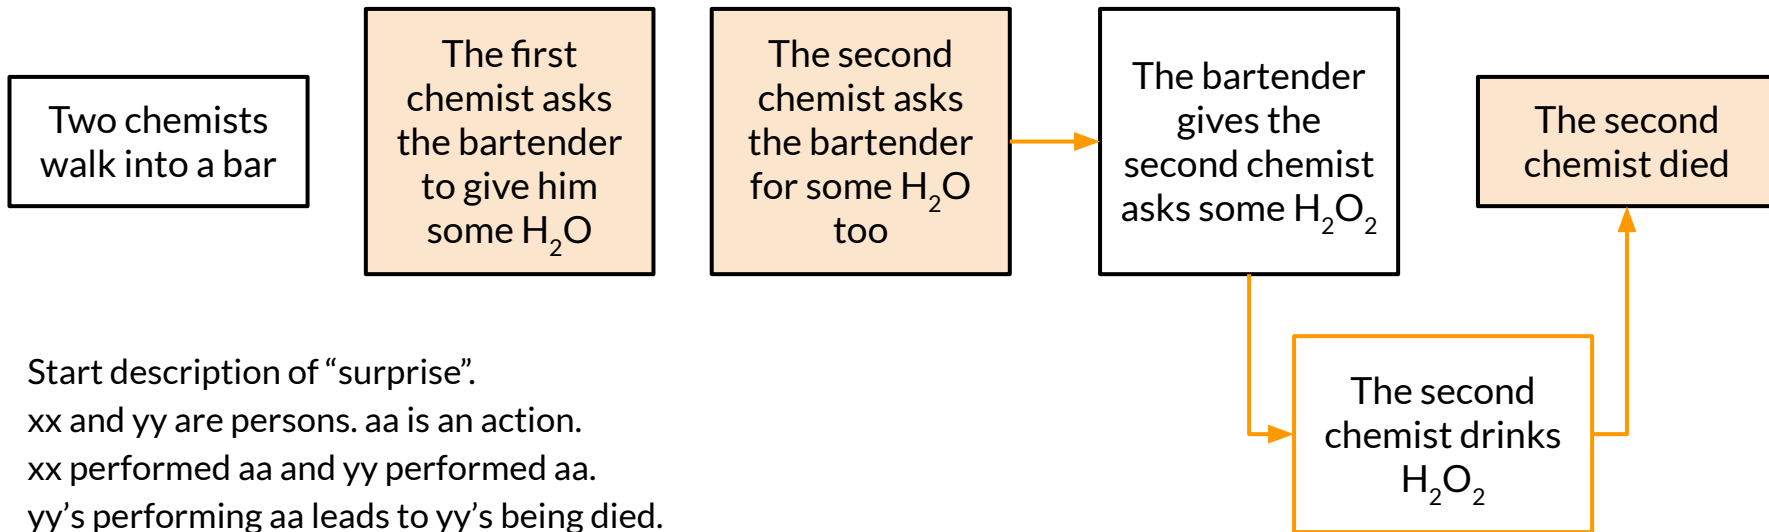 Two chemists
walk into a bar
The first
chemist asks
the bartender
to give him
some H₂O
The second
chemist asks
the bartender
for some H₂O
too
The bartender
gives the
second chemist
asks some H₂O₂
The second
chemist died
The second
chemist drinks
H₂O₂
Start description of “surprise”.
xx and yy are persons. aa is an action.
xx performed aa and yy performed aa.
yy’s performing aa leads to yy’s being died.